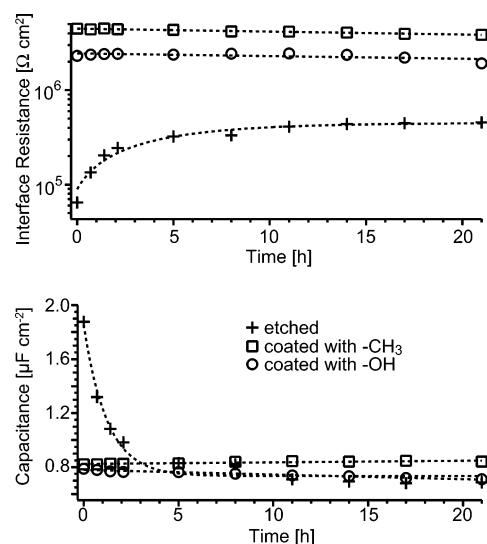 Interface Resistance [Ω cm²]
10⁶
10⁵
0 5 10 15 20
Time [h]
Capacitance [µF cm⁻²]
2.0
1.6
1.2
0.8
etched
coated with -CH₃
coated with -OH
0 5 10 15 20
Time [h]